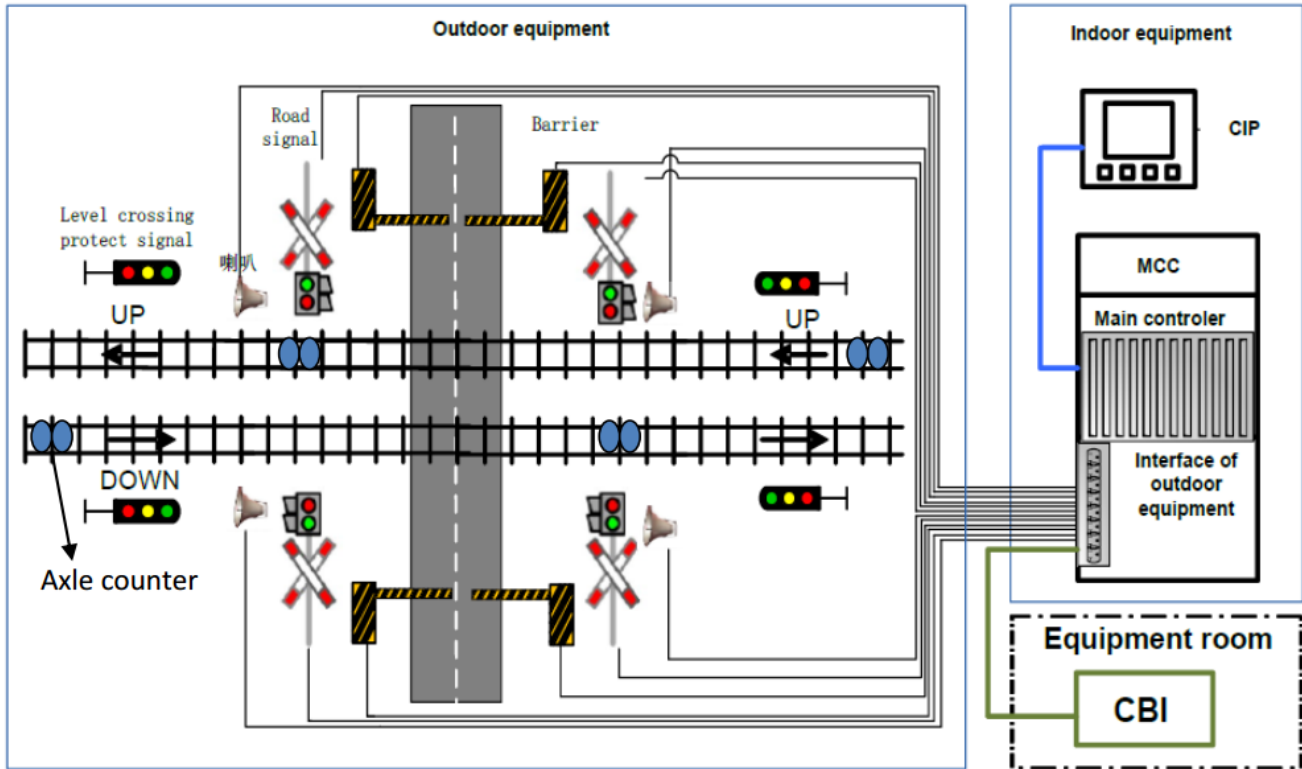 Outdoor equipment
Indoor equipment
Road
signal
Barrier
CIP
Level crossing
protect signal
喇叭
MCC
UP
UP
Main controler
Interface of
outdoor
equipment
DOWN
Axle counter
Equipment room
CBI